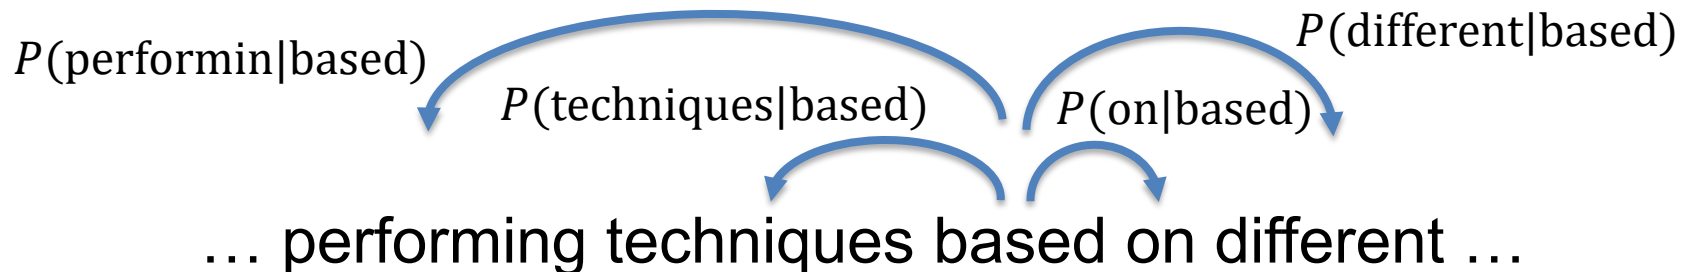 P(performin|based)
P(different|based)
P(techniques|based)
P(on|based)
… performing techniques based on different …